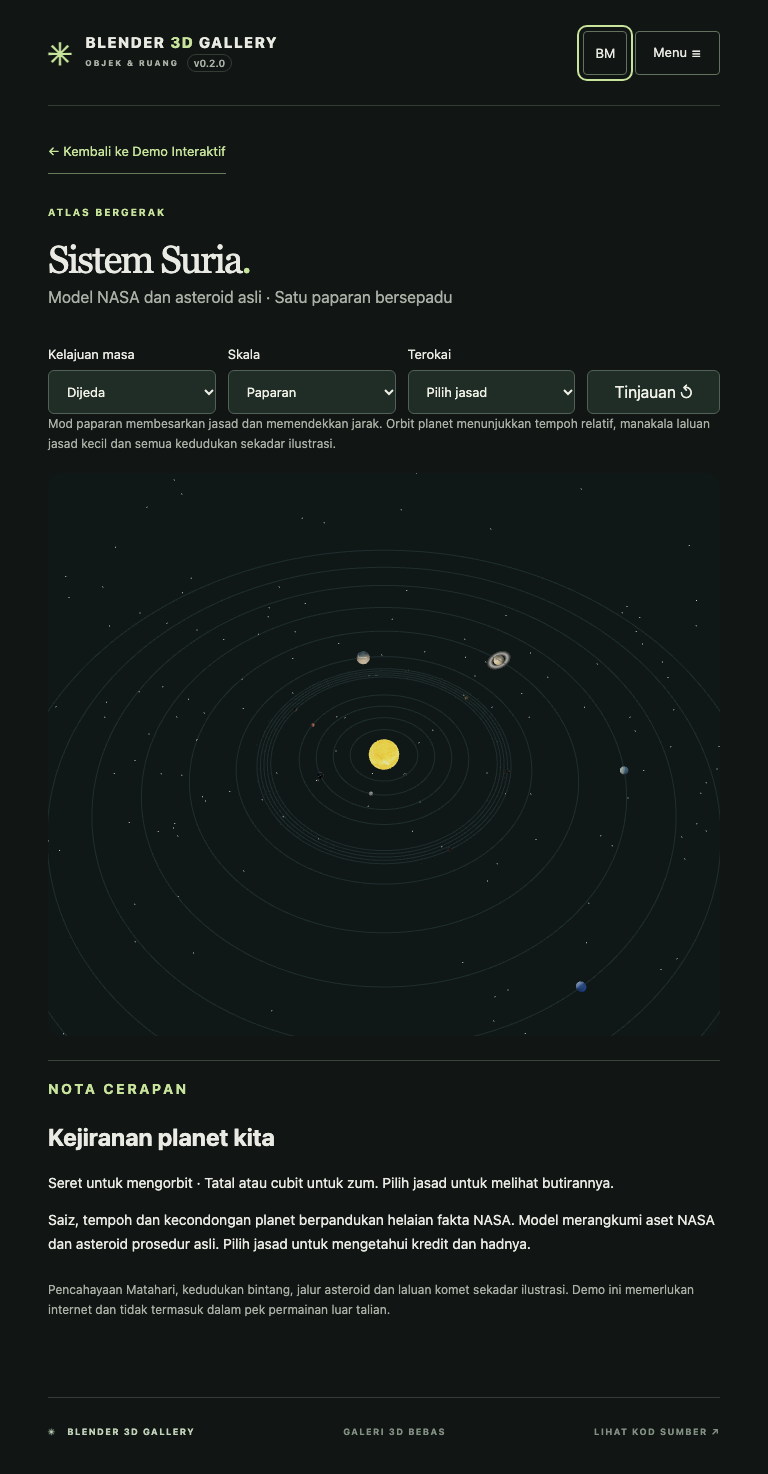 BLENDER 3D GALLERY
OBJEK & RUANG v0.2.0
BM
Menu ≡
← Kembali ke Demo Interaktif
ATLAS BERGERAK
Sistem Suria.
Model NASA dan asteroid asli · Satu paparan bersepadu
Kelajuan masa
Skala
Terokai
Dijeda
Paparan
Pilih jasad
Tinjauan ↺
Mod paparan membesarkan jasad dan memendekkan jarak. Orbit planet menunjukkan tempoh relatif, manakala laluan
jasad kecil dan semua kedudukan sekadar ilustrasi.
NOTA CERAPAN
Kejiranan planet kita
Seret untuk mengorbit · Tatal atau cubit untuk zum. Pilih jasad untuk melihat butirannya.
Saiz, tempoh dan kecondongan planet berpandukan helaian fakta NASA. Model merangkumi aset NASA
dan asteroid prosedur asli. Pilih jasad untuk mengetahui kredit dan hadnya.
Pencahayaan Matahari, kedudukan bintang, jalur asteroid dan laluan komet sekadar ilustrasi. Demo ini memerlukan
internet dan tidak termasuk dalam pek permainan luar talian.
✳ BLENDER 3D GALLERY
GALERI 3D BEBAS
LIHAT KOD SUMBER ↗